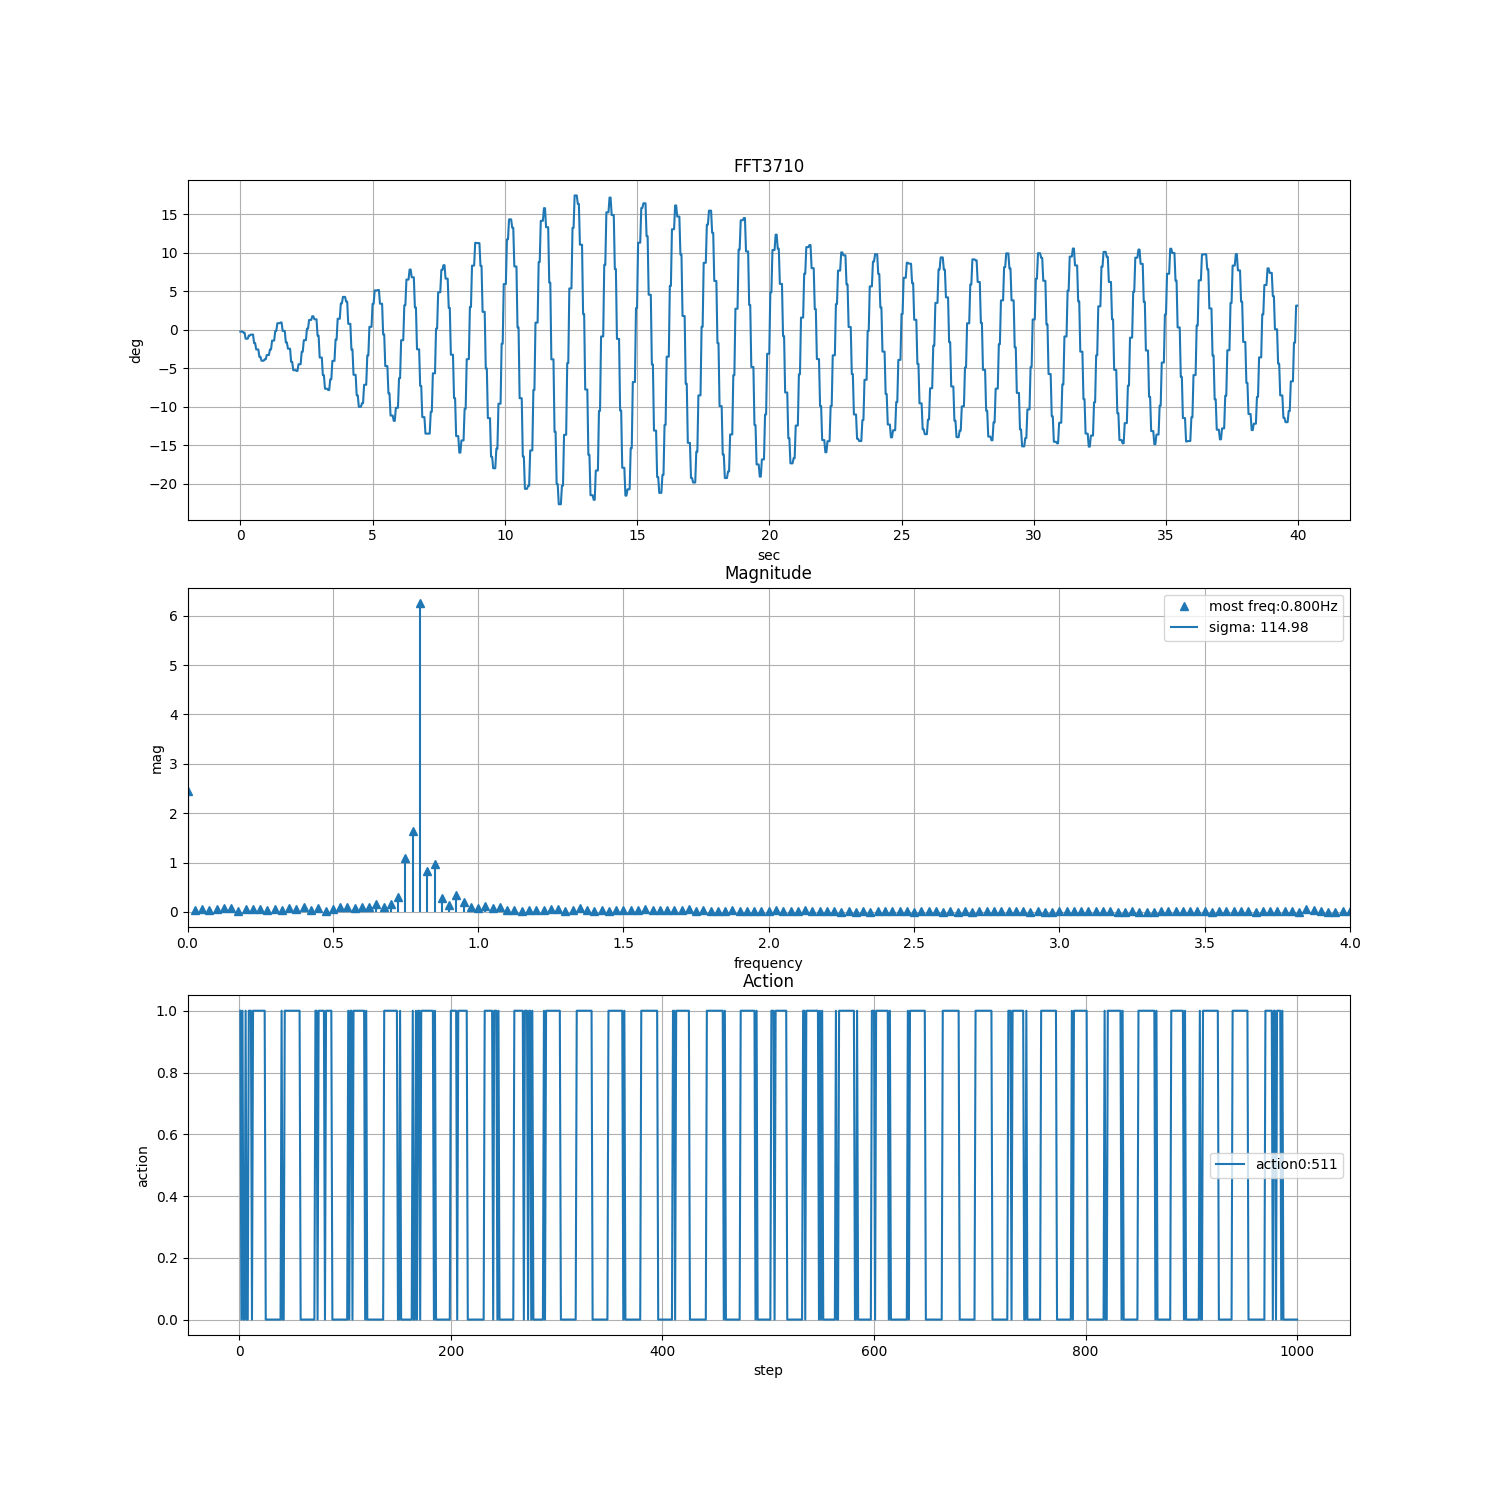 FFT3710
15
10
5
0
−5
−10
−15
−20
deg
0 5 10 15 20 25 30 35 40
sec
Magnitude
6
5
4
3
2
1
0
mag
most freq:0.800Hz
sigma: 114.98
0.0 0.5 1.0 1.5 2.0 2.5 3.0 3.5 4.0
frequency
Action
1.0
0.8
0.6
0.4
0.2
0.0
action
action0:511
0 200 400 600 800 1000
step